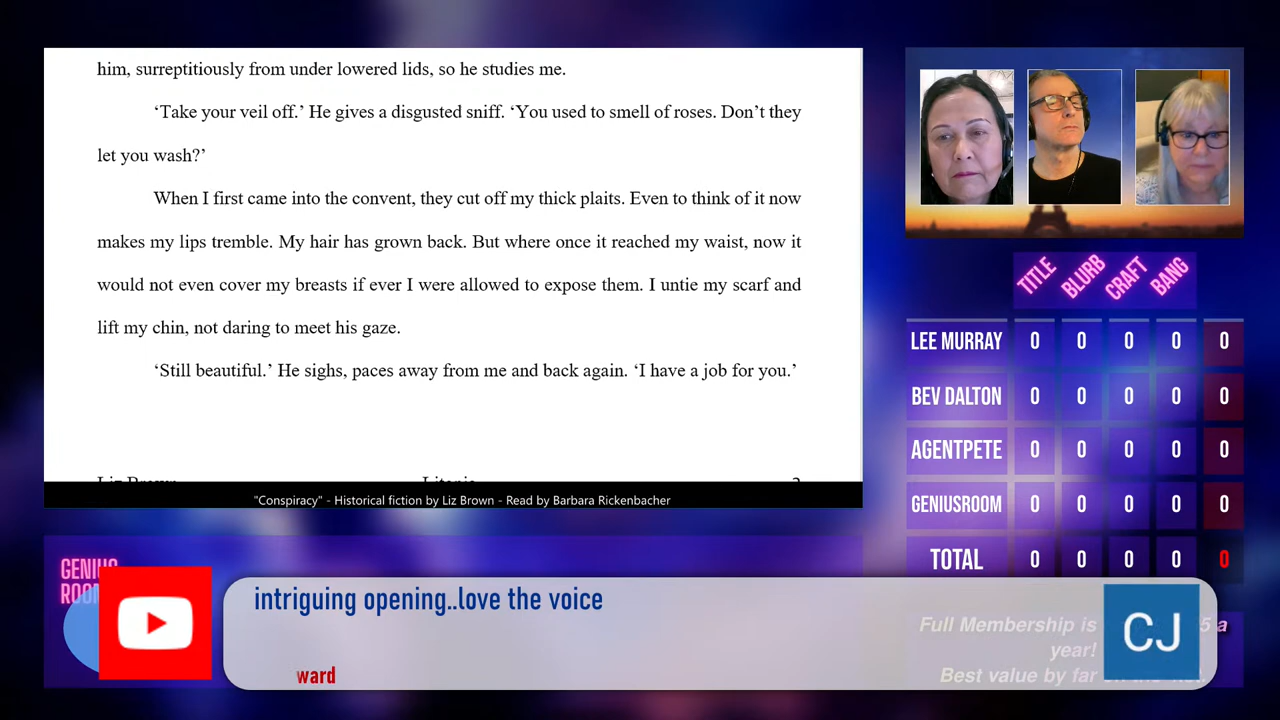 him, surreptitiously from under lowered lids, so he studies me.
‘Take your veil off.’ He gives a disgusted sniff. ‘You used to smell of roses. Don’t they
let you wash?’
When I first came into the convent, they cut off my thick plaits. Even to think of it now
makes my lips tremble. My hair has grown back. But where once it reached my waist, now it
would not even cover my breasts if ever I were allowed to expose them. I untie my scarf and
lift my chin, not daring to meet his gaze.
‘Still beautiful.’ He sighs, paces away from me and back again. ‘I have a job for you.’
Liz Brown
"Conspiracy" - Historical fiction by Liz Brown - Read by Barbara Rickenbacher
TITLE BLURB CRAFT BANG
LEE MURRAY 0 0 0 0 0
BEV DALTON 0 0 0 0 0
AGENTPETE 0 0 0 0 0
GENIUSROOM 0 0 0 0 0
TOTAL 0 0 0 0 0
GENIUS
intriguing opening..love the voice
ward
CJ
Full Membership is
5 a
year!
Best value by far